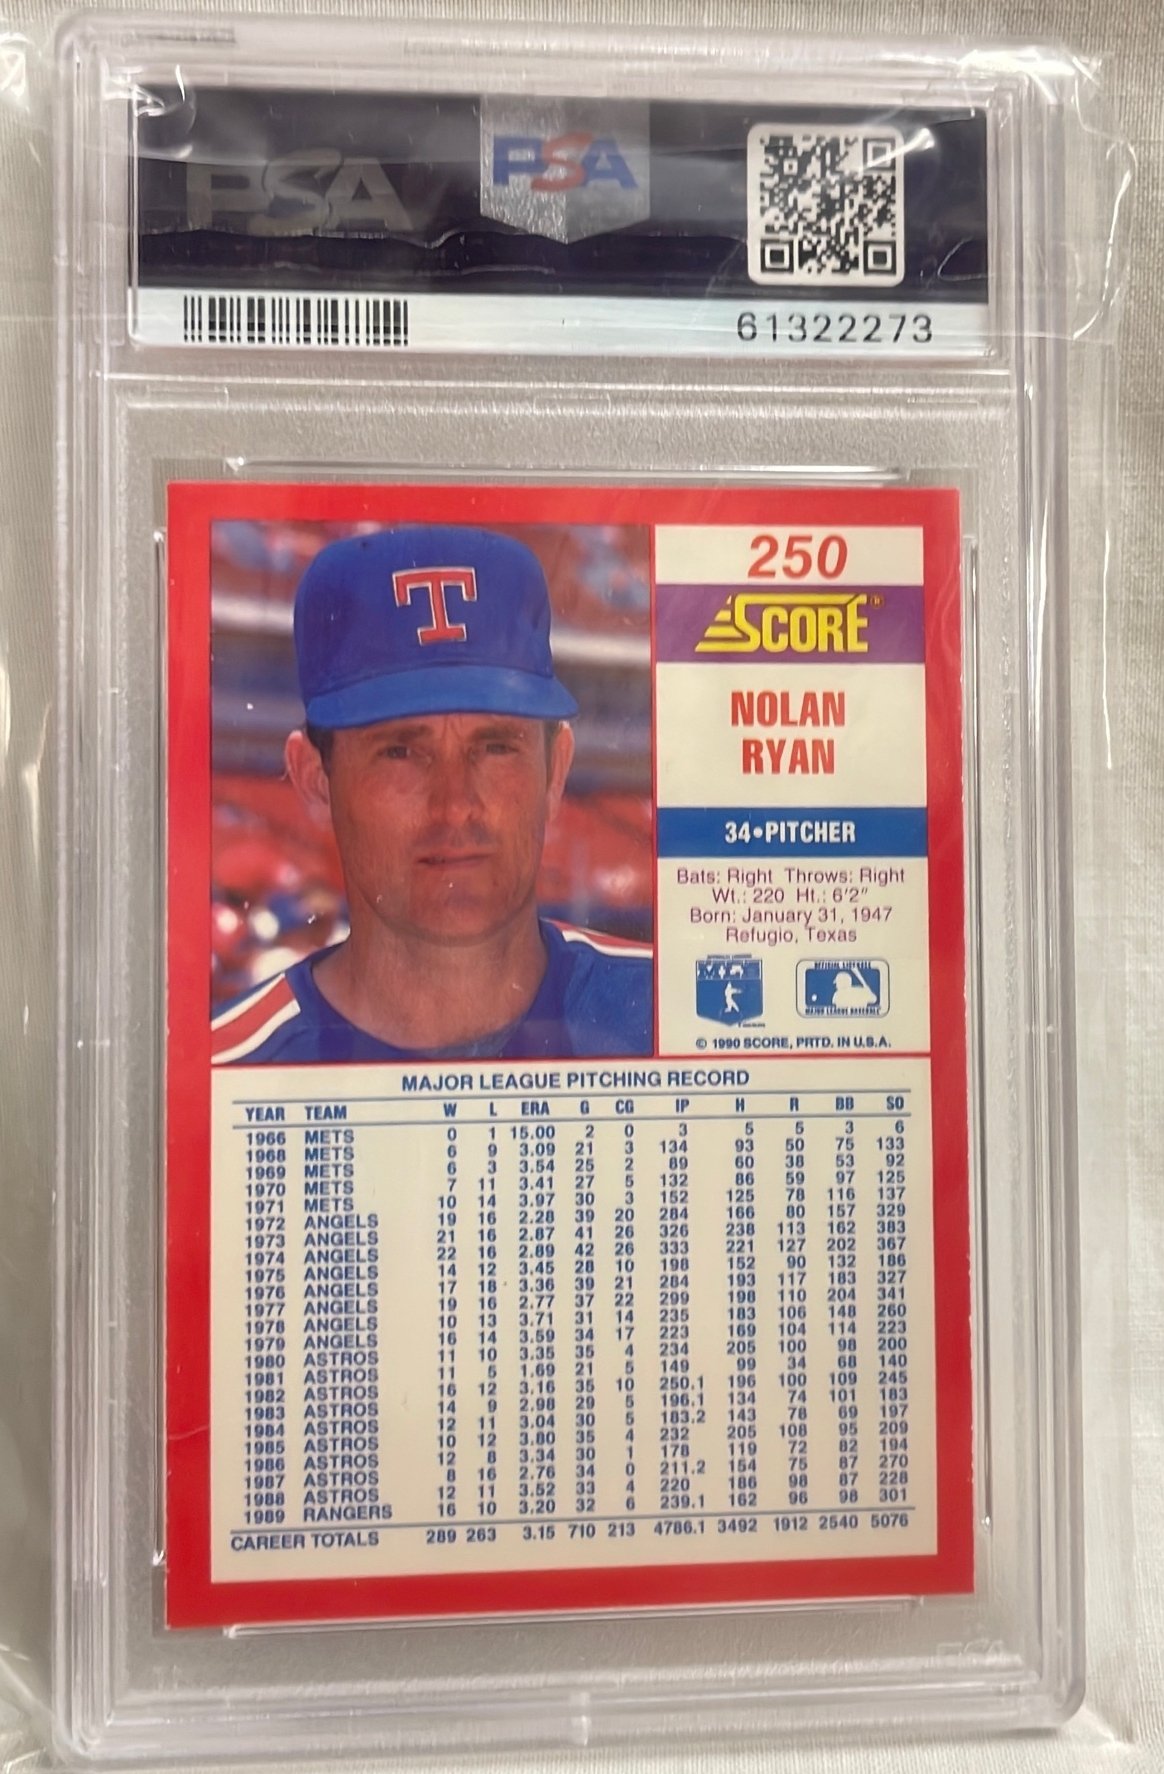 PSA PSA
61322273
T
250
SCORE®
NOLAN
RYAN
34•PITCHER
Bats: Right Throws: Right
Wt.: 220 Ht.: 6'2"
Born: January 31, 1947
Refugio, Texas
OFFICIAL LICENSEE
MAJOR LEAGUE BASEBALL
© 1990 SCORE, PRTD. IN U.S.A.
MAJOR LEAGUE PITCHING RECORD
YEAR TEAM W L ERA G CG IP H R BB SO
1966 METS 0 1 15.00 2 0 3 5 5 3 6
1968 METS 6 9 3.09 21 3 134 93 50 75 133
1969 METS 6 3 3.54 25 2 89 60 38 53 92
1970 METS 7 11 3.41 27 5 132 86 59 97 125
1971 METS 10 14 3.97 30 3 152 125 78 116 137
1972 ANGELS 19 16 2.28 39 20 284 166 80 157 329
1973 ANGELS 21 16 2.87 41 26 326 238 113 162 383
1974 ANGELS 22 16 2.89 42 26 333 221 127 202 367
1975 ANGELS 14 12 3.45 28 10 198 152 90 132 186
1976 ANGELS 17 18 3.36 39 21 284 193 117 183 327
1977 ANGELS 19 16 2.77 37 22 299 198 110 204 341
1978 ANGELS 10 13 3.71 31 14 235 183 106 148 260
1979 ANGELS 16 14 3.59 34 17 223 169 104 114 223
1980 ASTROS 11 10 3.35 35 4 234 205 100 98 200
1981 ASTROS 11 5 1.69 21 5 149 99 34 68 140
1982 ASTROS 16 12 3.16 35 10 250.1 196 100 109 245
1983 ASTROS 14 9 2.98 29 5 196.1 134 74 101 183
1984 ASTROS 12 11 3.04 30 5 183.2 143 78 69 197
1985 ASTROS 10 12 3.80 35 4 232 205 108 95 209
1986 ASTROS 12 8 3.34 30 1 178 119 72 82 194
1987 ASTROS 8 16 2.76 34 0 211.2 154 75 87 270
1988 ASTROS 12 11 3.52 33 4 220 186 98 87 228
1989 RANGERS 16 10 3.20 32 6 239.1 162 96 98 301
CAREER TOTALS 289 263 3.15 710 213 4786.1 3492 1912 2540 5076